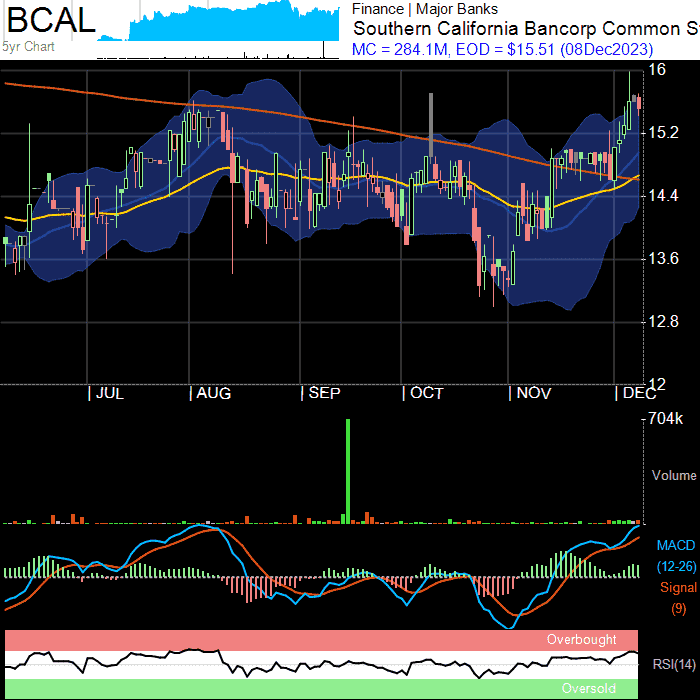 BCAL
5yr Chart
Finance | Major Banks
Southern California Bancorp Common S
MC = 284.1M, EOD = $15.51 (08Dec2023)
16
15.2
14.4
13.6
12.8
12
JUL AUG SEP OCT NOV DEC
704k
Volume
MACD
(12-26)
Signal
(9)
Overbought
RSI(14)
Oversold